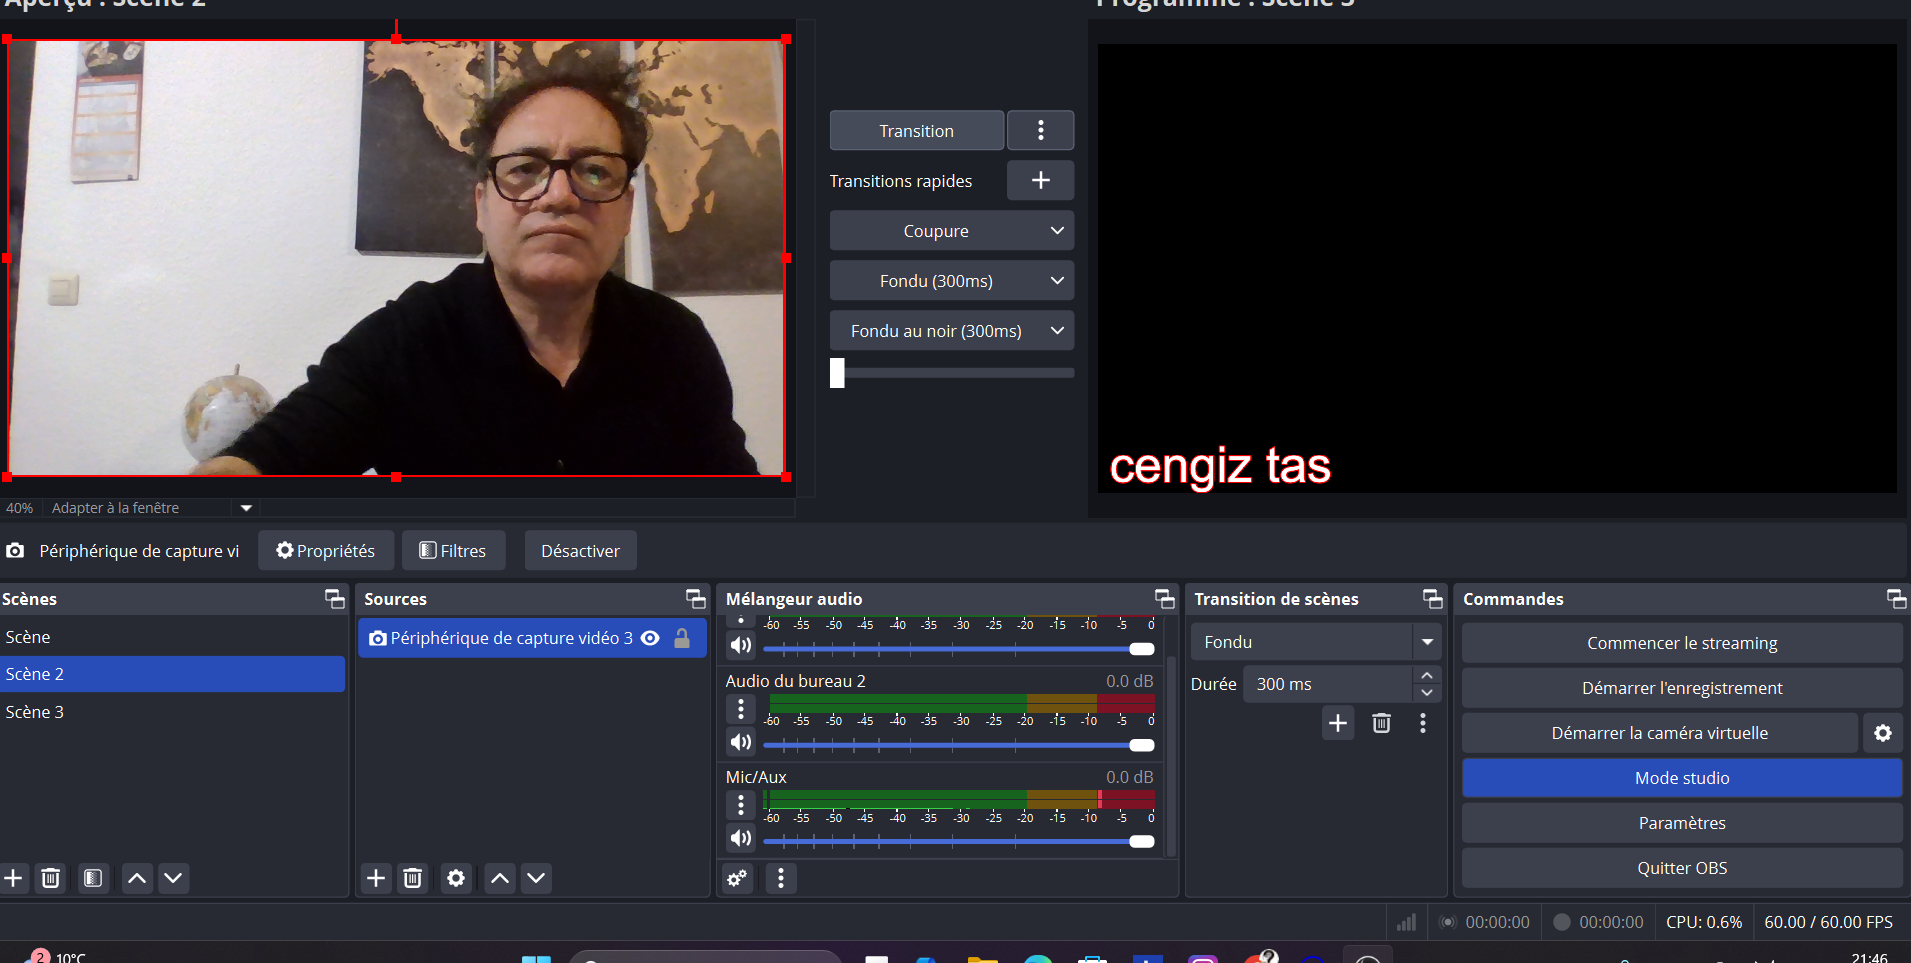 Aperçu : Scène 2
Programme : Scène 3
Transition
Transitions rapides
Coupure
Fondu (300ms)
Fondu au noir (300ms)
cengiz tas
40% Adapter à la fenêtre
Périphérique de capture vi
Propriétés
Filtres
Désactiver
Scènes
Scène
Scène 2
Scène 3
Sources
Périphérique de capture vidéo 3
Mélangeur audio
-60 -55 -50 -45 -40 -35 -30 -25 -20 -15 -10 -5 0
Audio du bureau 2 0.0 dB
-60 -55 -50 -45 -40 -35 -30 -25 -20 -15 -10 -5 0
Mic/Aux 0.0 dB
-60 -55 -50 -45 -40 -35 -30 -25 -20 -15 -10 -5 0
Transition de scènes
Fondu
Durée 300 ms
Commandes
Commencer le streaming
Démarrer l'enregistrement
Démarrer la caméra virtuelle
Mode studio
Paramètres
Quitter OBS
00:00:00 00:00:00 CPU: 0.6% 60.00 / 60.00 FPS
2 10°C
21:46